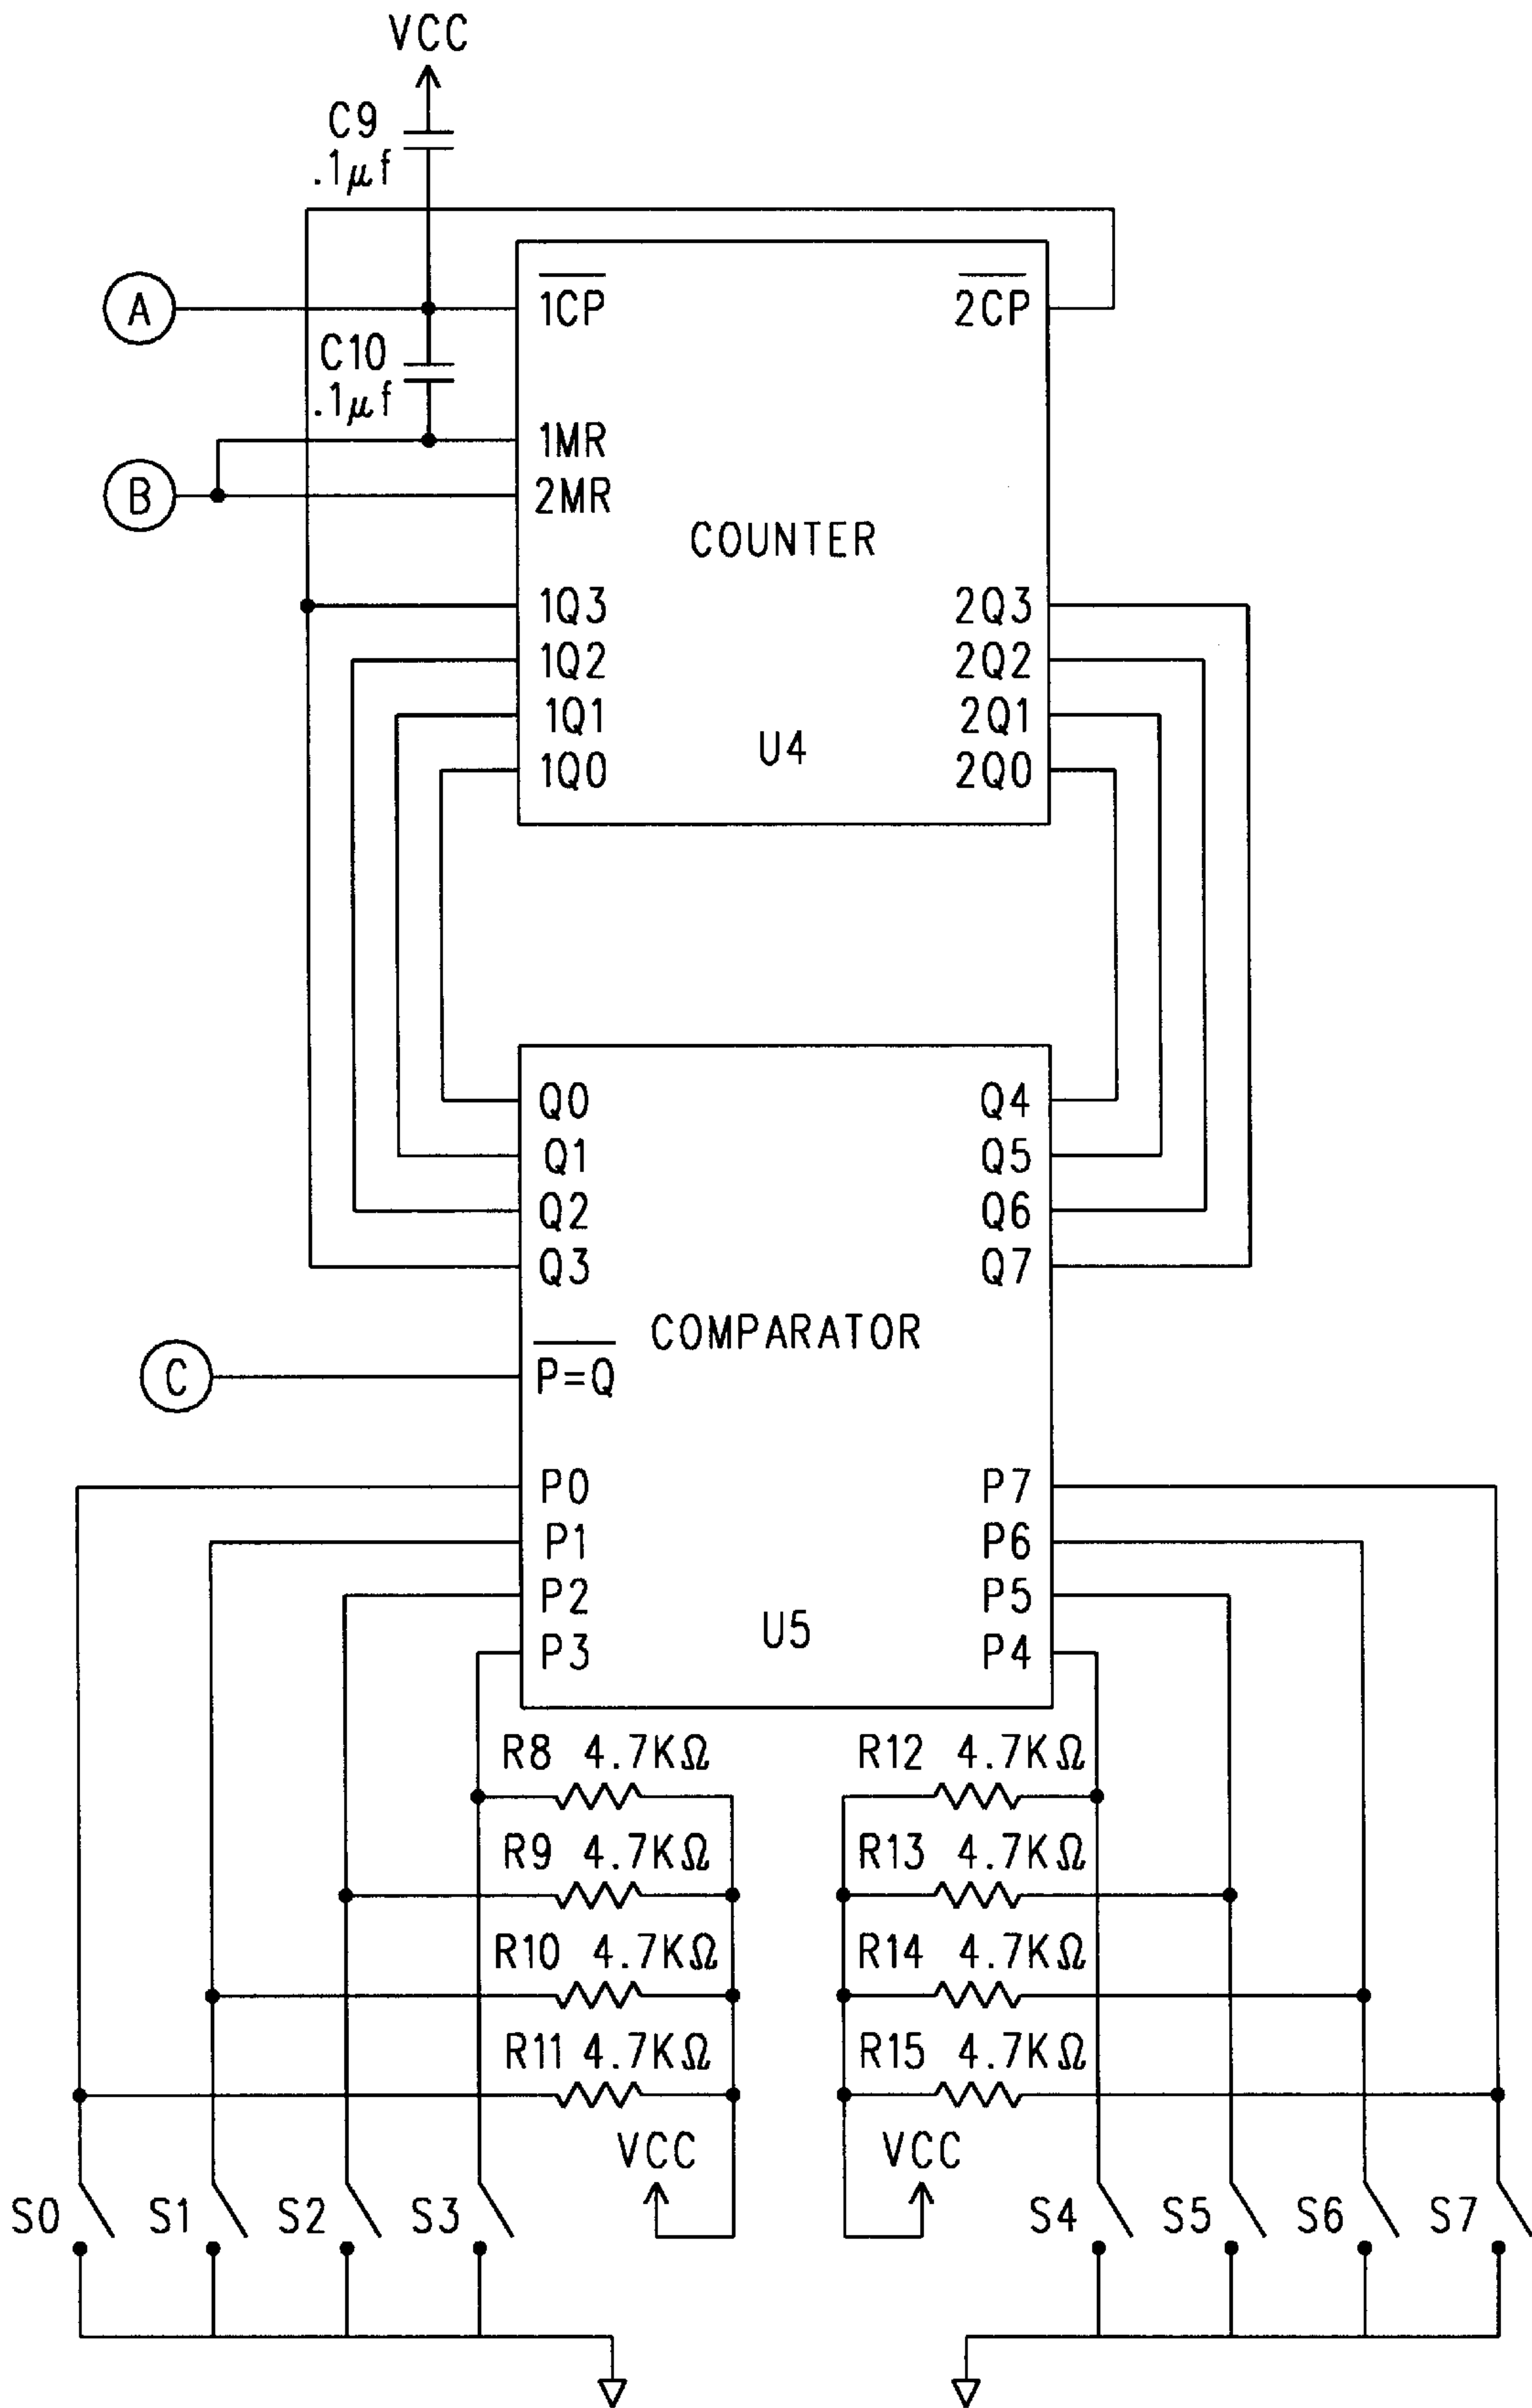 VCC
C9
.1μf
A
1CP 2CP
C10
.1μf
1MR
B
2MR
COUNTER
1Q3 2Q3
1Q2 2Q2
1Q1 2Q1
U4
1Q0 2Q0
Q0 Q4
Q1 Q5
Q2 Q6
Q3 Q7
COMPARATOR
C
P=Q
P0 P7
P1 P6
P2 P5
U5
P3 P4
R8 4.7KΩ R12 4.7KΩ
R9 4.7KΩ R13 4.7KΩ
R10 4.7KΩ R14 4.7KΩ
R11 4.7KΩ R15 4.7KΩ
VCC VCC
S0 S1 S2 S3 S4 S5 S6 S7